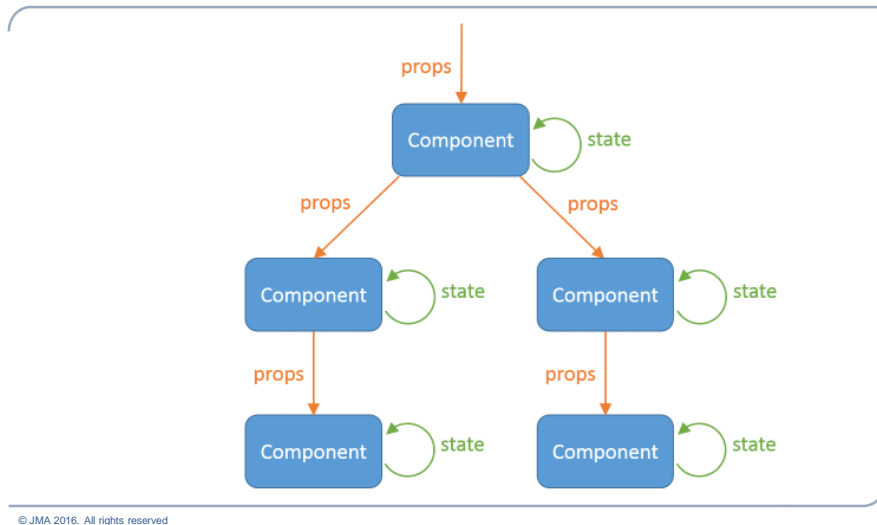 props
Component
state
props
props
Component
state
Component
state
props
props
Component
state
Component
state
© JMA 2016. All rights reserved